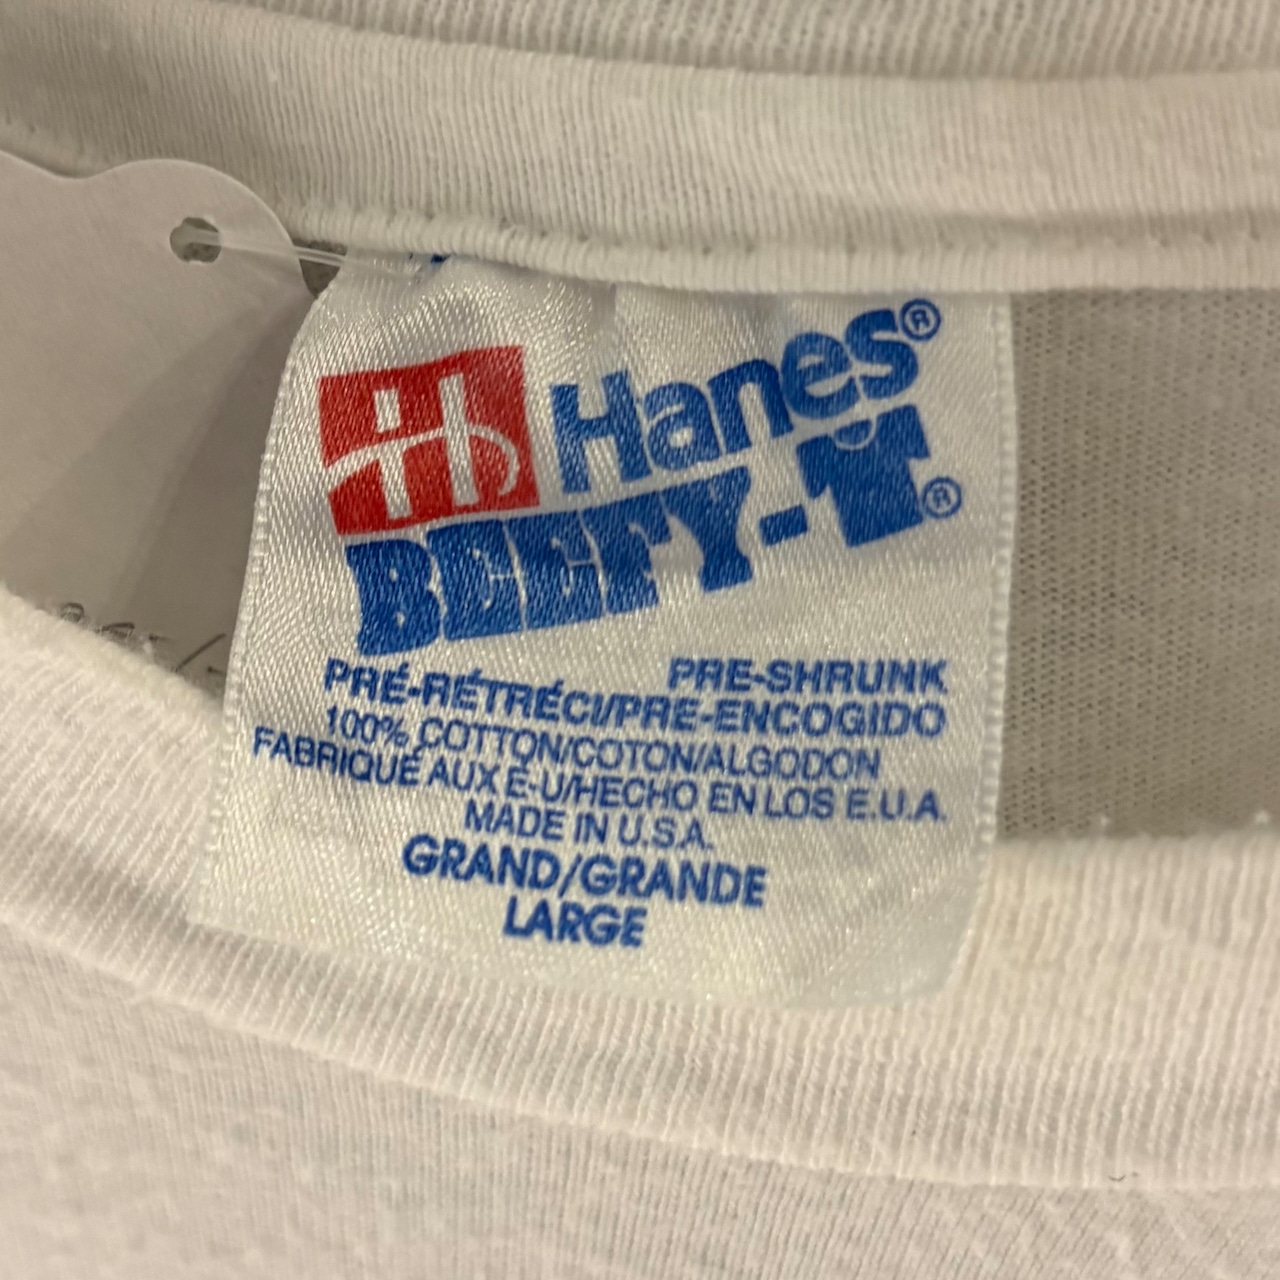 Hanes®
BEEFY-T®
PRE-SHRUNK
PRÉ-RÉTRÉCI/PRE-ENCOGIDO
100% COTTON/COTON/ALGODON
FABRIQUÉ AUX É-U/HECHO EN LOS E.U.A.
MADE IN U.S.A.
GRAND/GRANDE
LARGE